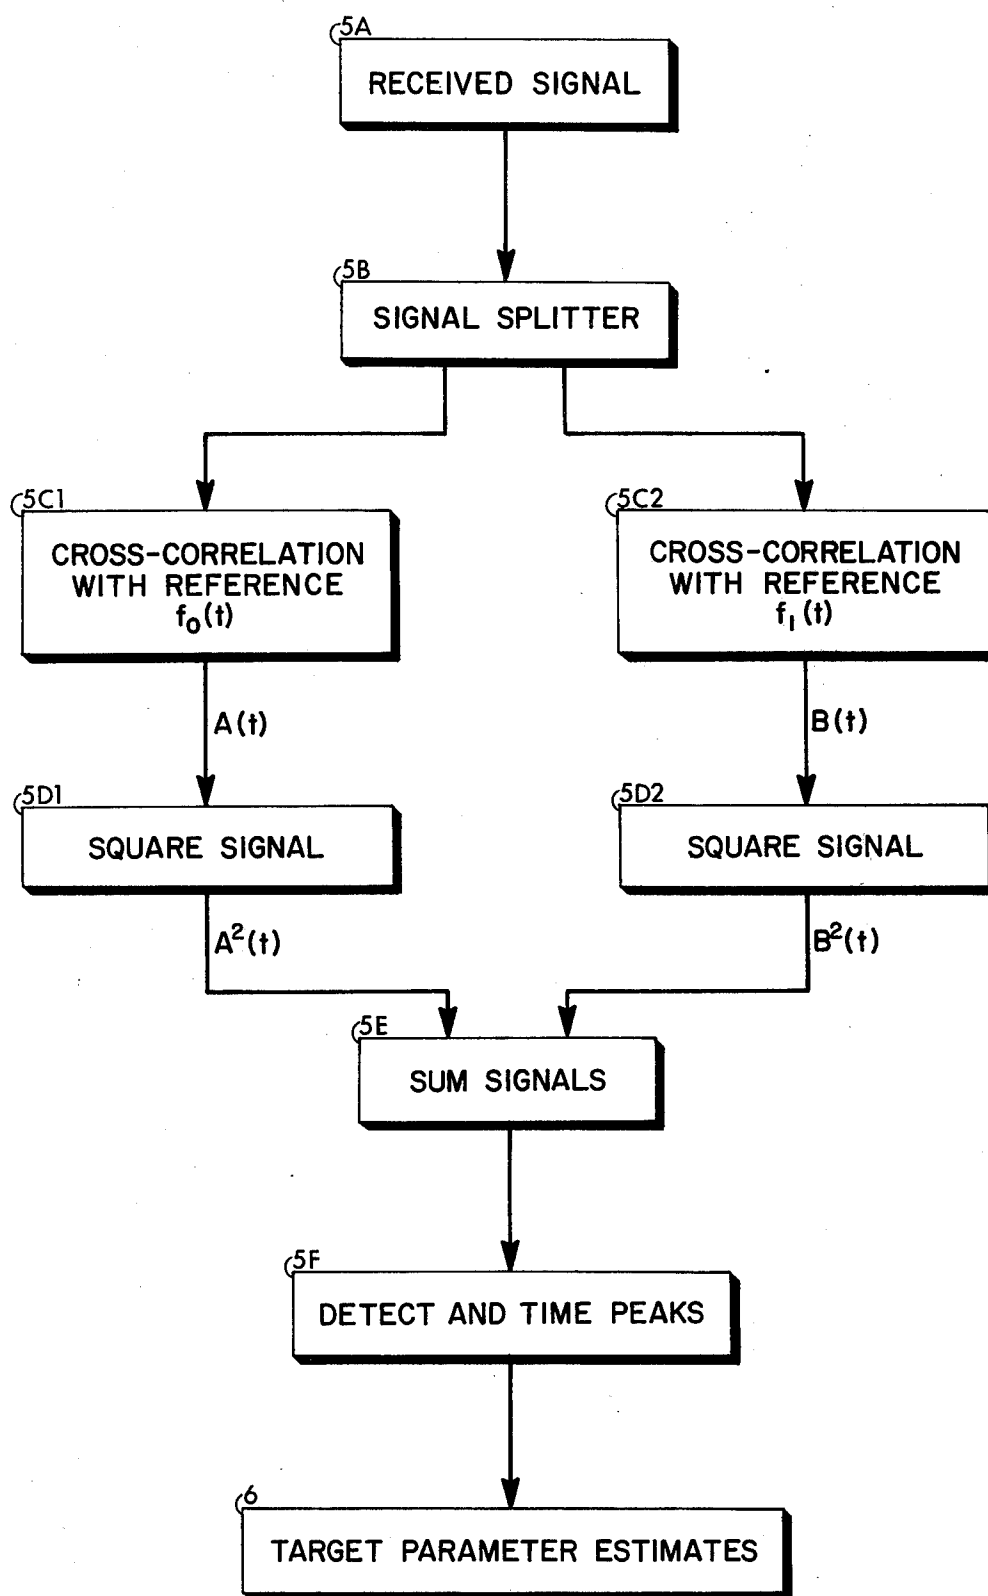 5A
RECEIVED SIGNAL
5B
SIGNAL SPLITTER
5C1
CROSS-CORRELATION
WITH REFERENCE
f₀(t)
5C2
CROSS-CORRELATION
WITH REFERENCE
f₁(t)
A(t)
B(t)
5D1
SQUARE SIGNAL
5D2
SQUARE SIGNAL
A²(t)
B²(t)
5E
SUM SIGNALS
5F
DETECT AND TIME PEAKS
6
TARGET PARAMETER ESTIMATES